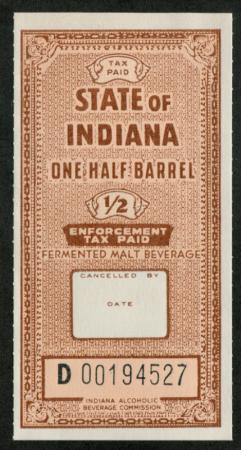 TAX
PAID
STATE OF
INDIANA
ONE HALF BARREL
1/2
ENFORCEMENT
TAX PAID
FERMENTED MALT BEVERAGE
CANCELLED BY
DATE
D 00194527
INDIANA ALCOHOLIC
BEVERAGE COMMISSION